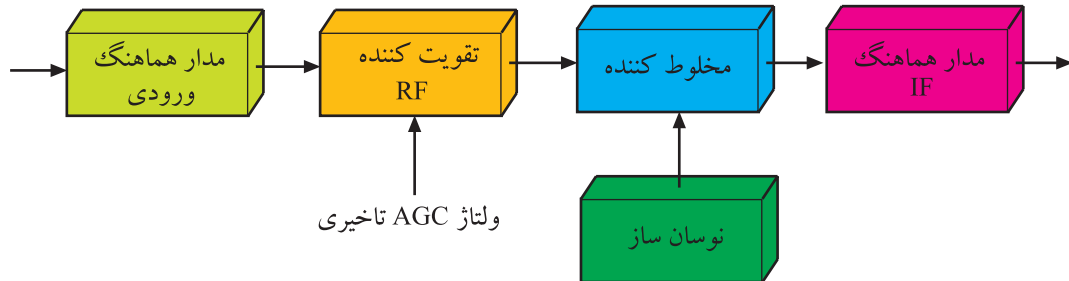 مدار هماهنگ
ورودی
تقویت کننده
RF
مخلوط کننده
مدار هماهنگ
IF
ولتاژ AGC تاخیری
نوسان ساز